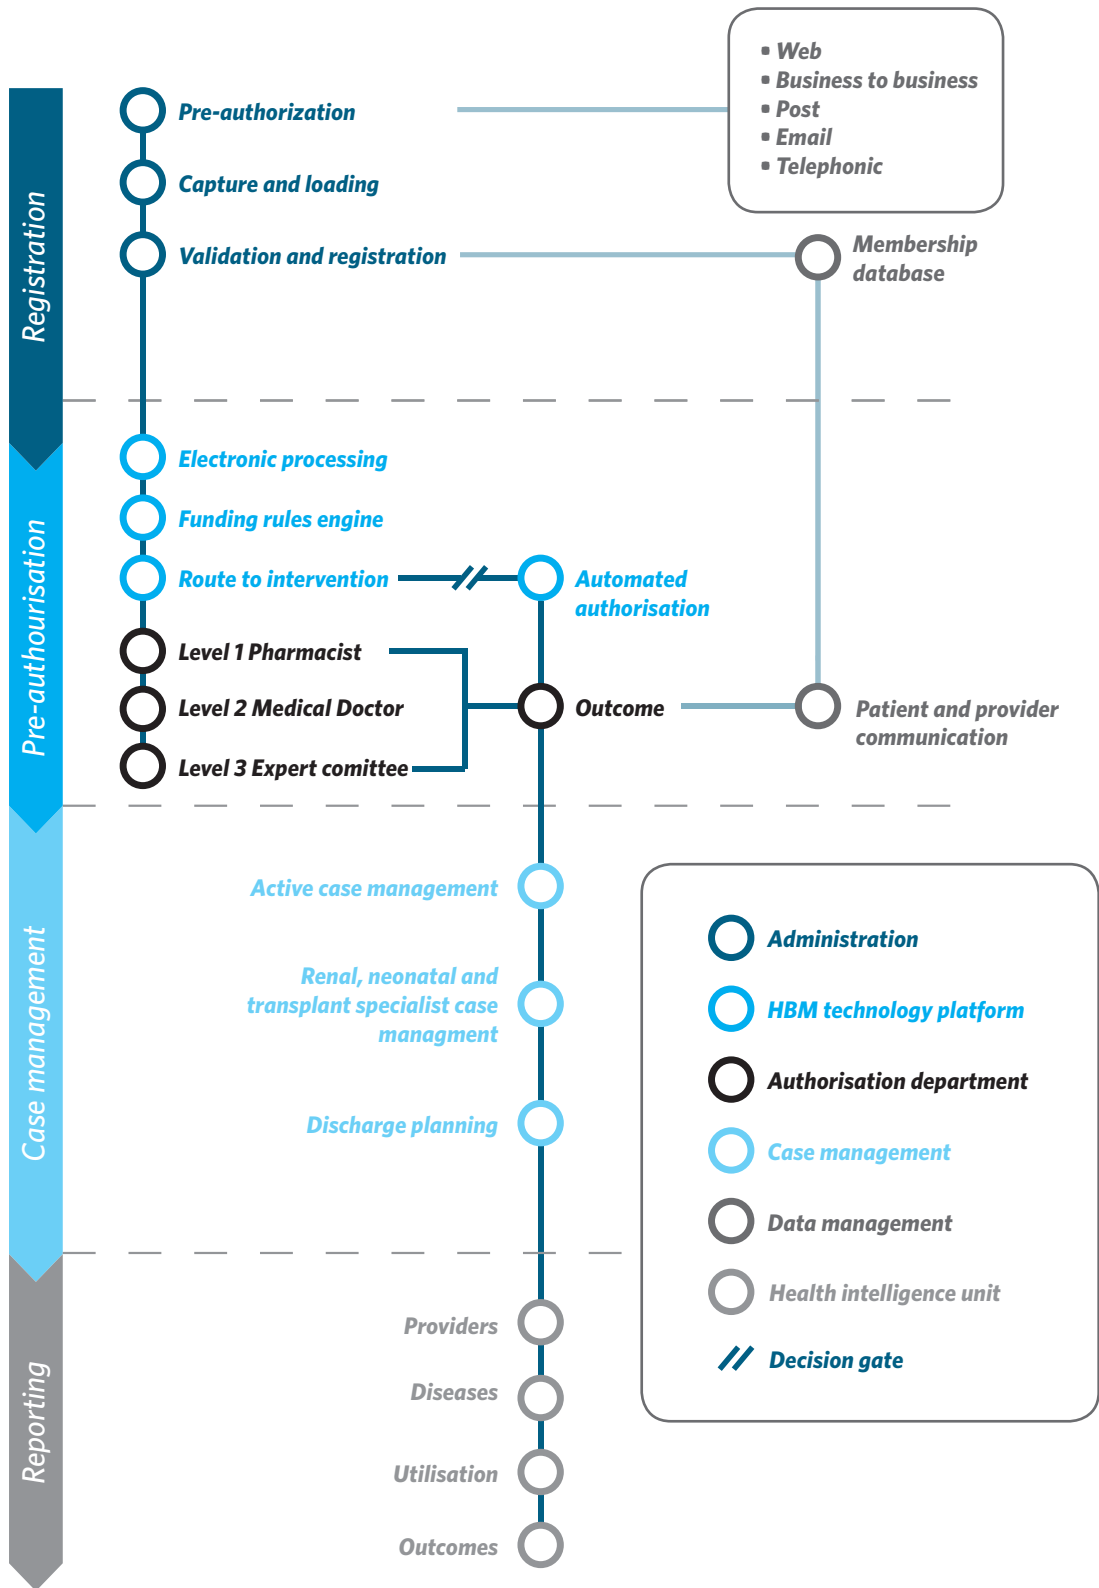 Registration
Pre-authorization
Capture and loading
Validation and registration
▪ Web
▪ Business to business
▪ Post
▪ Email
▪ Telephonic
Membership
database
Pre-authourisation
Electronic processing
Funding rules engine
Route to intervention
Automated
authorisation
Level 1 Pharmacist
Level 2 Medical Doctor
Level 3 Expert comittee
Outcome
Patient and provider
communication
Case management
Active case management
Renal, neonatal and
transplant specialist case
managment
Discharge planning
Reporting
Providers
Diseases
Utilisation
Outcomes
Administration
HBM technology platform
Authorisation department
Case management
Data management
Health intelligence unit
Decision gate